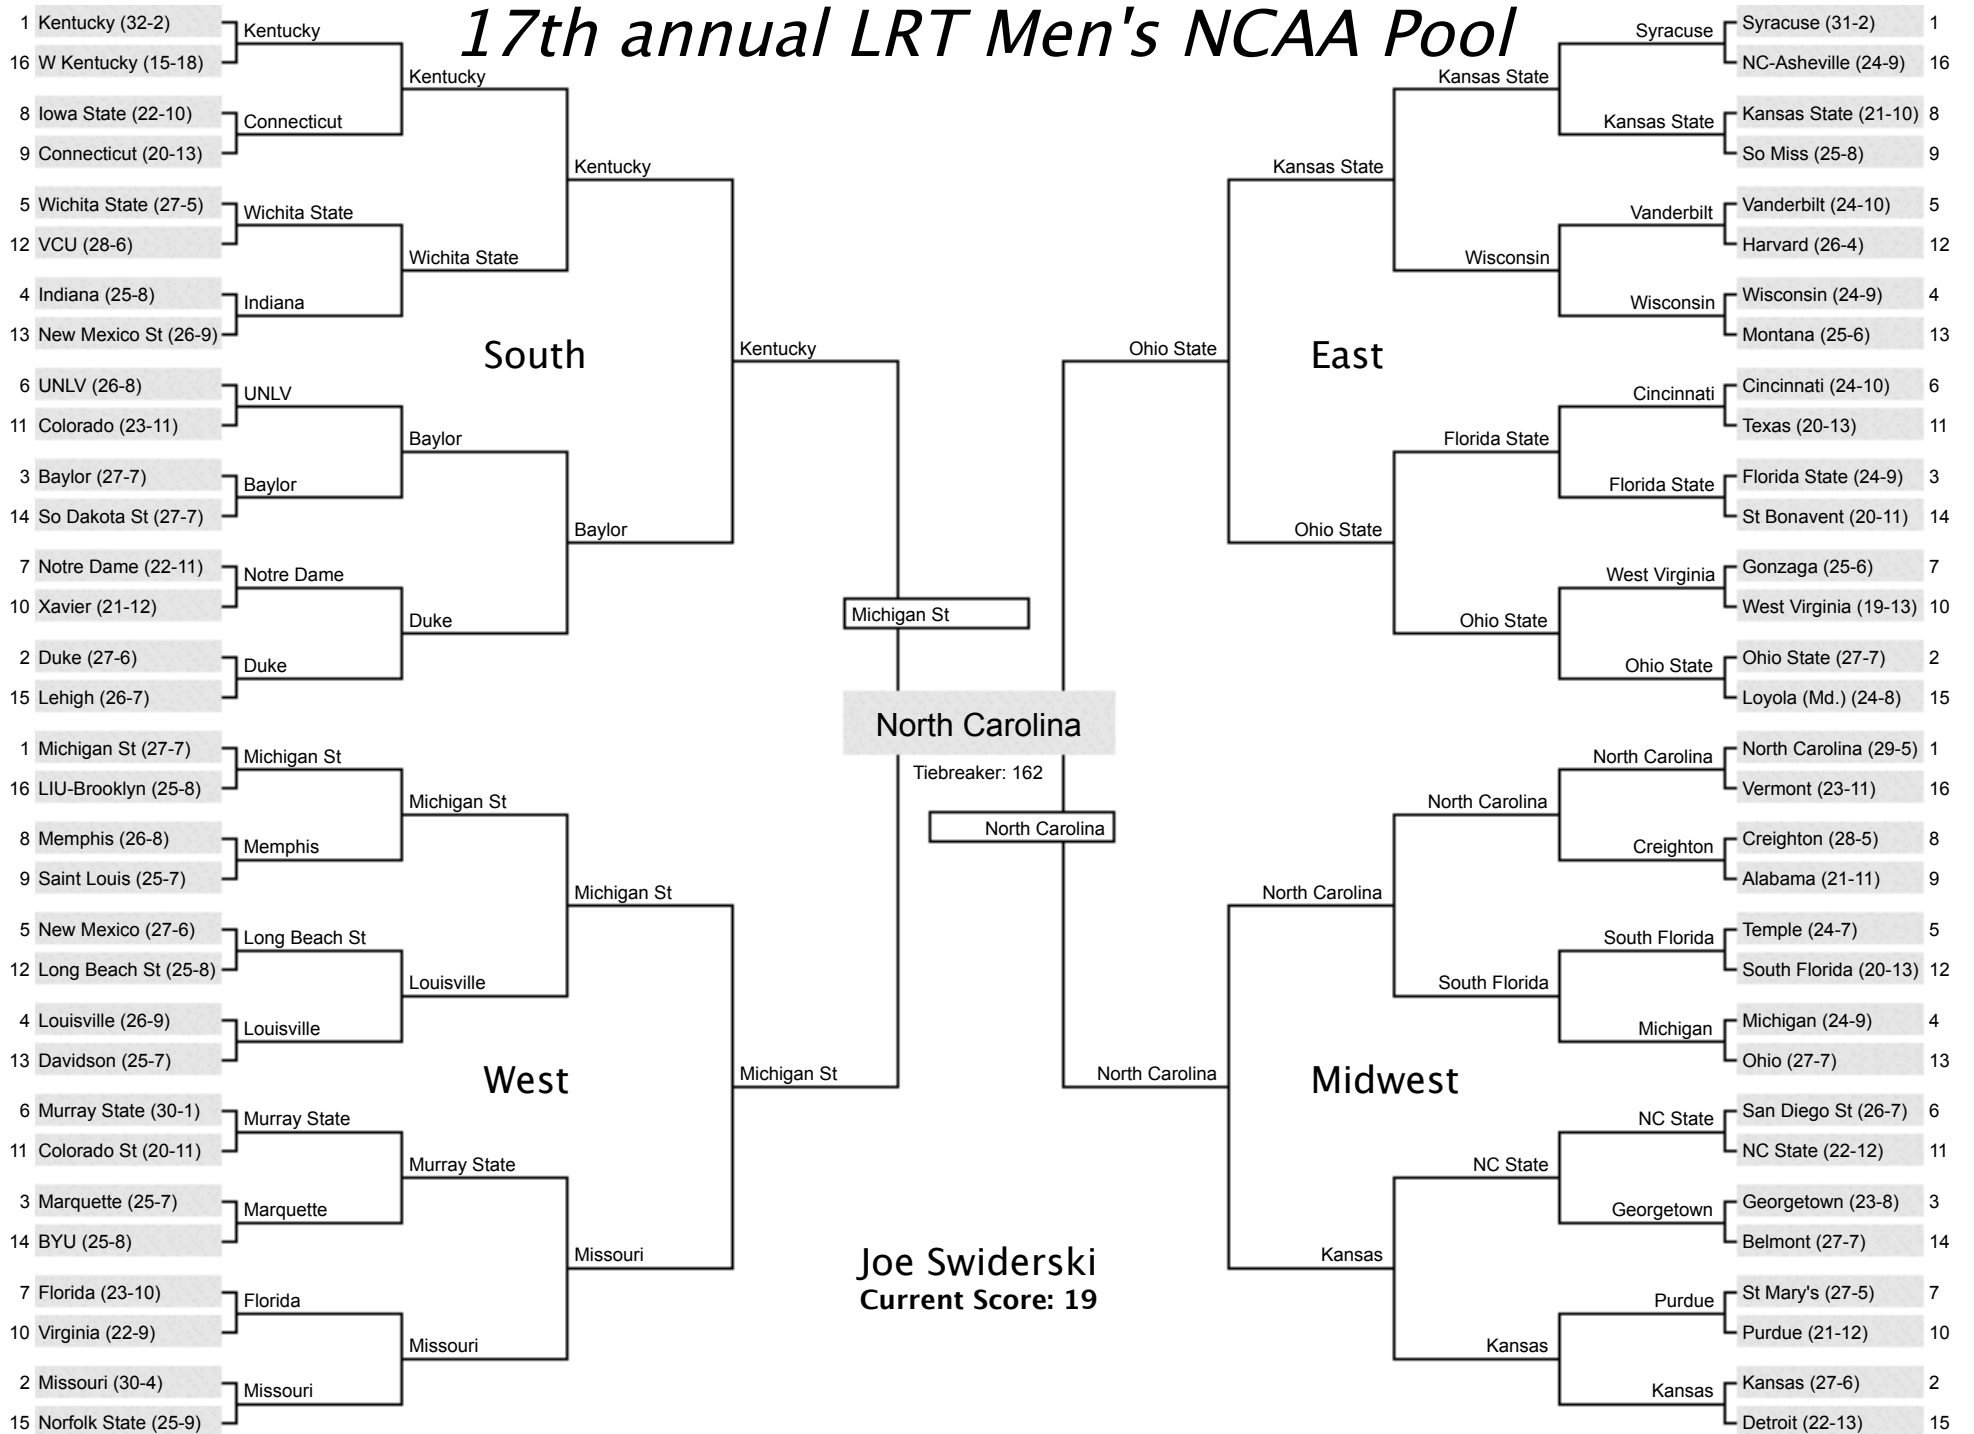 17th annual LRT Men's NCAA Pool
1 Kentucky (32-2)
16 W Kentucky (15-18)
8 Iowa State (22-10)
9 Connecticut (20-13)
5 Wichita State (27-5)
12 VCU (28-6)
4 Indiana (25-8)
13 New Mexico St (26-9)
6 UNLV (26-8)
11 Colorado (23-11)
3 Baylor (27-7)
14 So Dakota St (27-7)
7 Notre Dame (22-11)
10 Xavier (21-12)
2 Duke (27-6)
15 Lehigh (26-7)
Kentucky
Connecticut
Wichita State
Indiana
UNLV
Baylor
Notre Dame
Duke
Kentucky
Wichita State
Baylor
Duke
Kentucky
Baylor
South
Kentucky
1 Michigan St (27-7)
16 LIU-Brooklyn (25-8)
8 Memphis (26-8)
9 Saint Louis (25-7)
5 New Mexico (27-6)
12 Long Beach St (25-8)
4 Louisville (26-9)
13 Davidson (25-7)
6 Murray State (30-1)
11 Colorado St (20-11)
3 Marquette (25-7)
14 BYU (25-8)
7 Florida (23-10)
10 Virginia (22-9)
2 Missouri (30-4)
15 Norfolk State (25-9)
Michigan St
Memphis
Long Beach St
Louisville
Murray State
Marquette
Florida
Missouri
Michigan St
Louisville
Murray State
Missouri
Michigan St
Missouri
West
Michigan St
Michigan St
North Carolina
Tiebreaker: 162
North Carolina
Joe Swiderski
Current Score: 19
Syracuse (31-2) 1
NC-Asheville (24-9) 16
Kansas State (21-10) 8
So Miss (25-8) 9
Vanderbilt (24-10) 5
Harvard (26-4) 12
Wisconsin (24-9) 4
Montana (25-6) 13
Cincinnati (24-10) 6
Texas (20-13) 11
Florida State (24-9) 3
St Bonavent (20-11) 14
Gonzaga (25-6) 7
West Virginia (19-13) 10
Ohio State (27-7) 2
Loyola (Md.) (24-8) 15
Syracuse
Kansas State
Vanderbilt
Wisconsin
Cincinnati
Florida State
West Virginia
Ohio State
Kansas State
Wisconsin
Florida State
Ohio State
Kansas State
Ohio State
East
Ohio State
North Carolina (29-5) 1
Vermont (23-11) 16
Creighton (28-5) 8
Alabama (21-11) 9
Temple (24-7) 5
South Florida (20-13) 12
Michigan (24-9) 4
Ohio (27-7) 13
San Diego St (26-7) 6
NC State (22-12) 11
Georgetown (23-8) 3
Belmont (27-7) 14
St Mary's (27-5) 7
Purdue (21-12) 10
Kansas (27-6) 2
Detroit (22-13) 15
North Carolina
Creighton
South Florida
Michigan
NC State
Georgetown
Purdue
Kansas
North Carolina
South Florida
NC State
Kansas
North Carolina
Kansas
Midwest
North Carolina